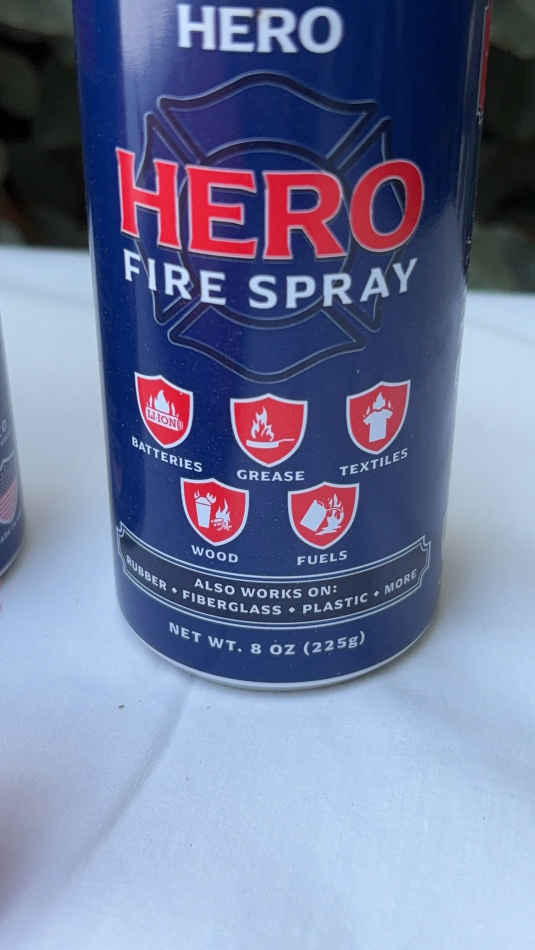 HERO
HERO
FIRE SPRAY
LI-ION
BATTERIES
GREASE
TEXTILES
WOOD
FUELS
ALSO WORKS ON:
RUBBER • FIBERGLASS • PLASTIC • MORE
NET WT. 8 OZ (225g)